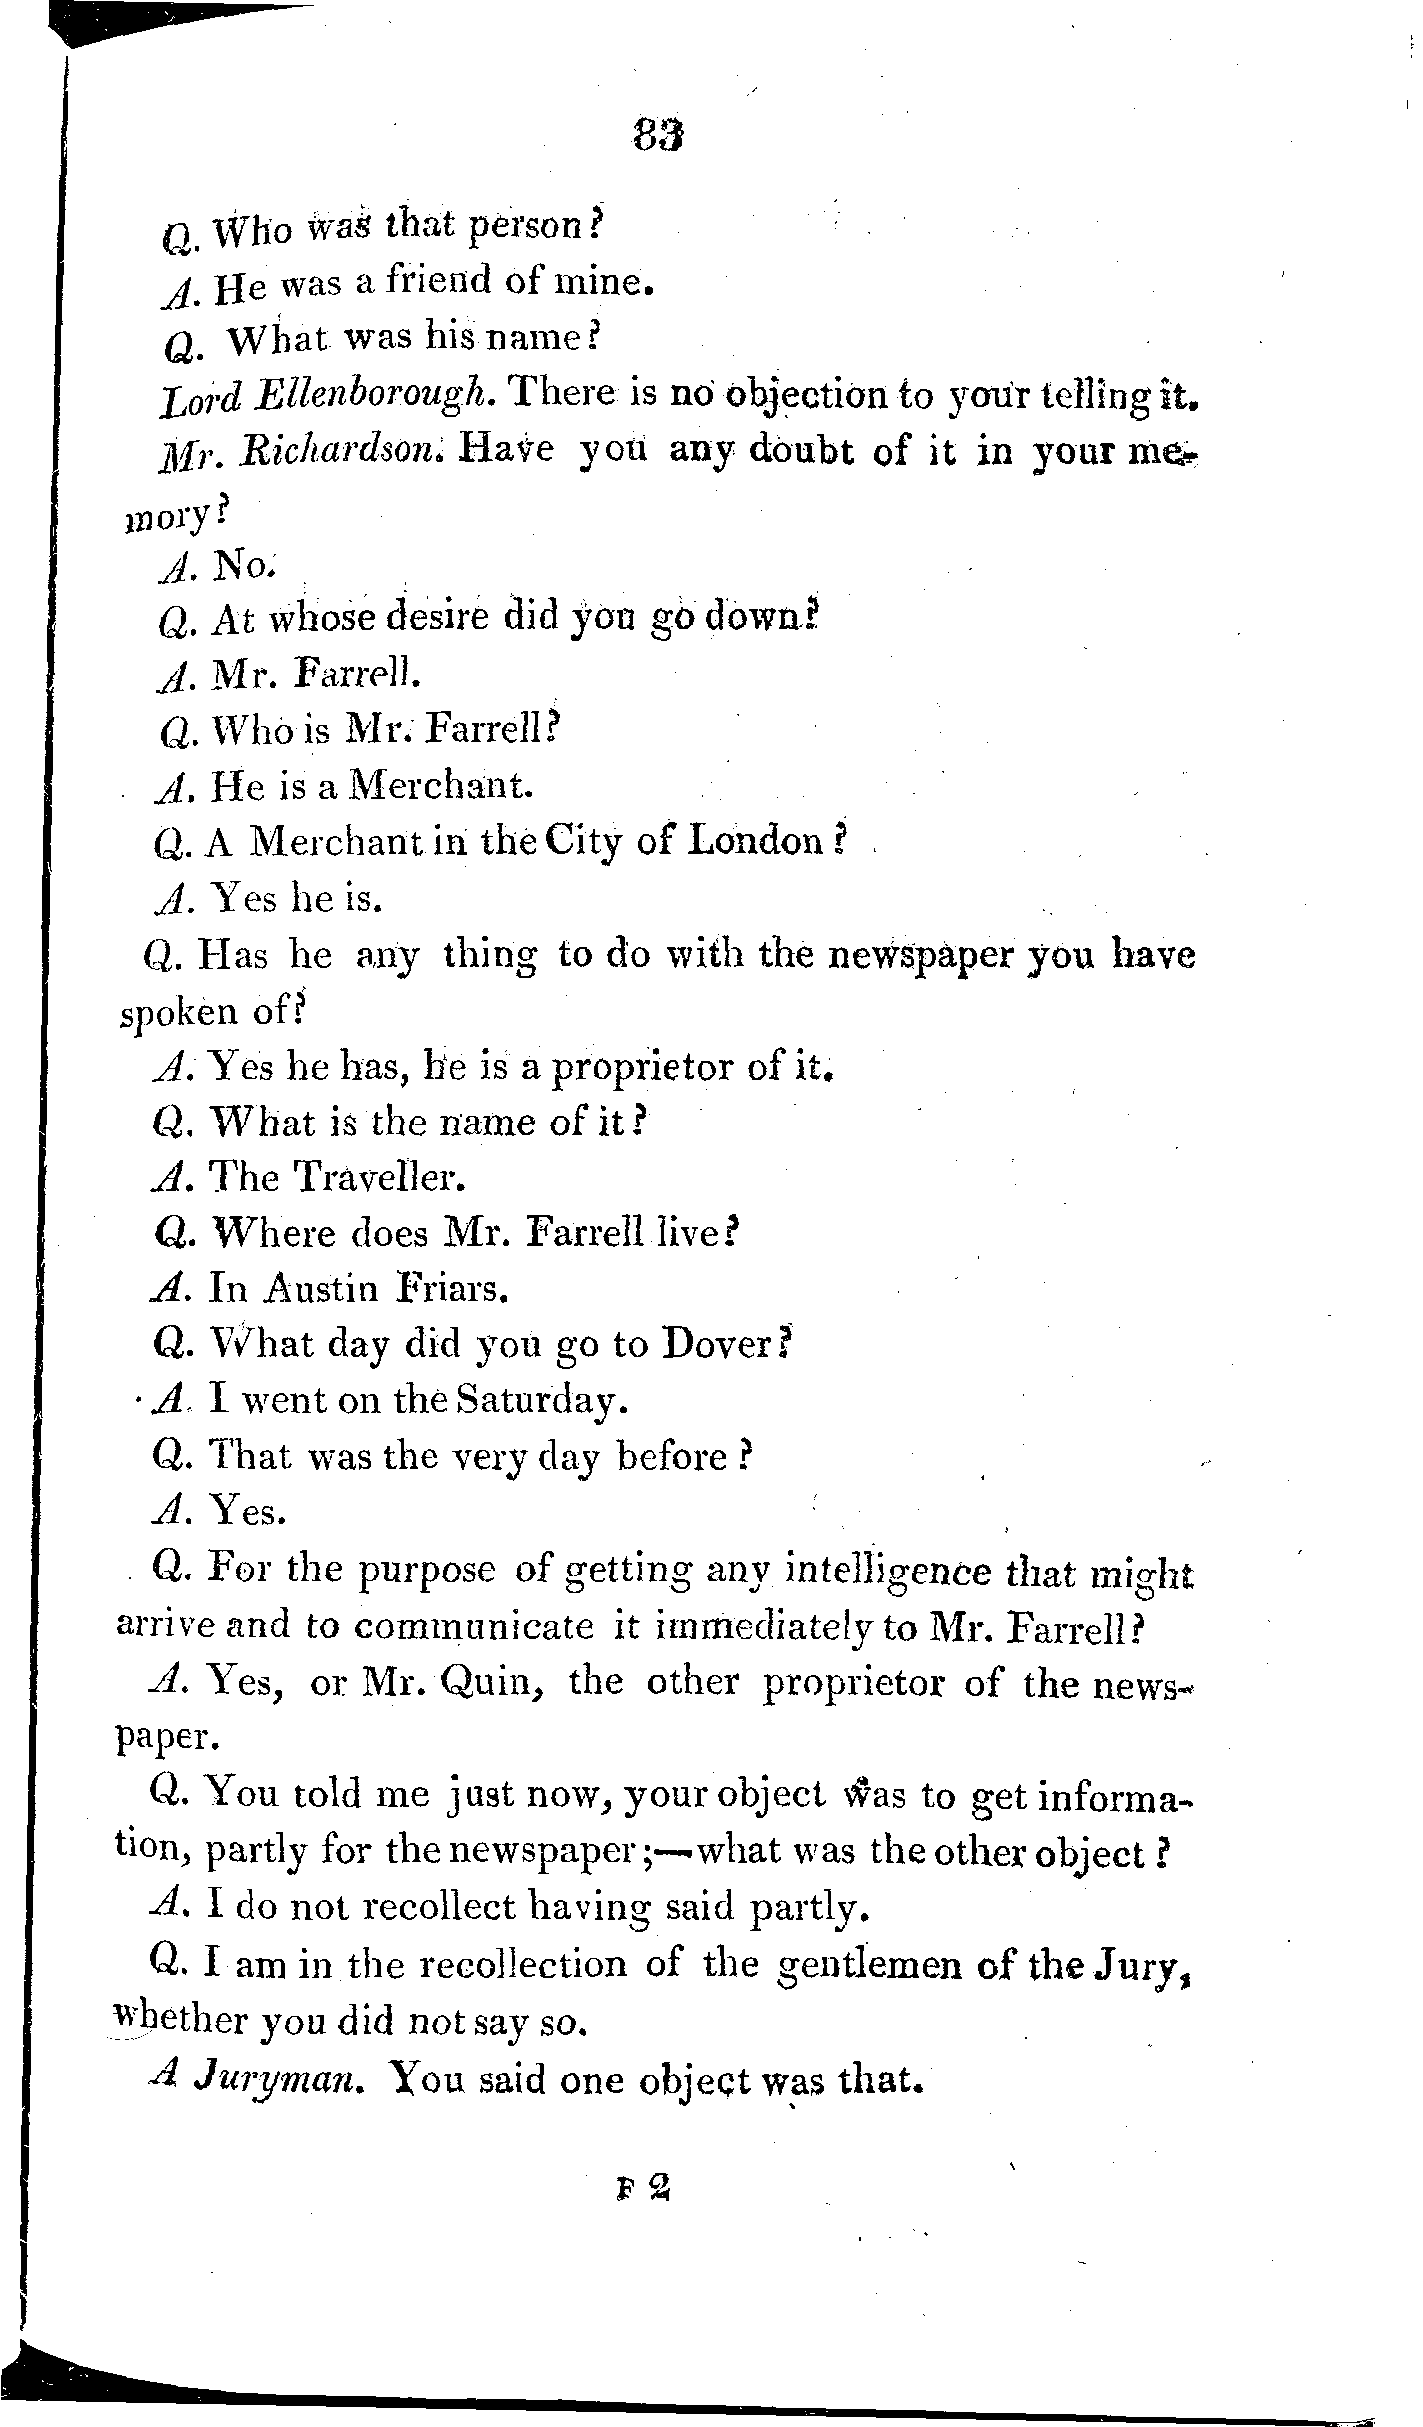 83
Q. Who was that person?
A. He was a friend of mine.
Q. What was his name?
Lord Ellenborough. There is no objection to your telling it.
Mr. Richardson. Have you any doubt of it in your me-
mory?
A. No.
Q. At whose desire did you go down?
A. Mr. Farrell.
Q. Who is Mr. Farrell?
A. He is a Merchant.
Q. A Merchant in the City of London?
A. Yes he is.
Q. Has he any thing to do with the newspaper you have
spoken of?
A. Yes he has, he is a proprietor of it.
Q. What is the name of it?
A. The Traveller.
Q. Where does Mr. Farrell live?
A. In Austin Friars.
Q. What day did you go to Dover?
A. I went on the Saturday.
Q. That was the very day before?
A. Yes.
Q. For the purpose of getting any intelligence that might
arrive and to communicate it immediately to Mr. Farrell?
A. Yes, or Mr. Quin, the other proprietor of the news-
paper.
Q. You told me just now, your object was to get informa-
tion, partly for the newspaper;—what was the other object?
A. I do not recollect having said partly.
Q. I am in the recollection of the gentlemen of the Jury,
whether you did not say so.
A Juryman. You said one object was that.
F 2